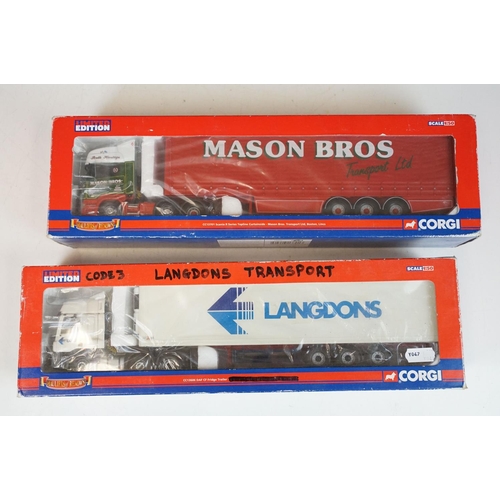 LIMITED
EDITION
SCALE 1:50
MASON BROS
Transport Ltd
CORGI
LIMITED
EDITION
CODE 3 LANGDONS TRANSPORT
SCALE 1:50
LANGDONS
Y667
CORGI